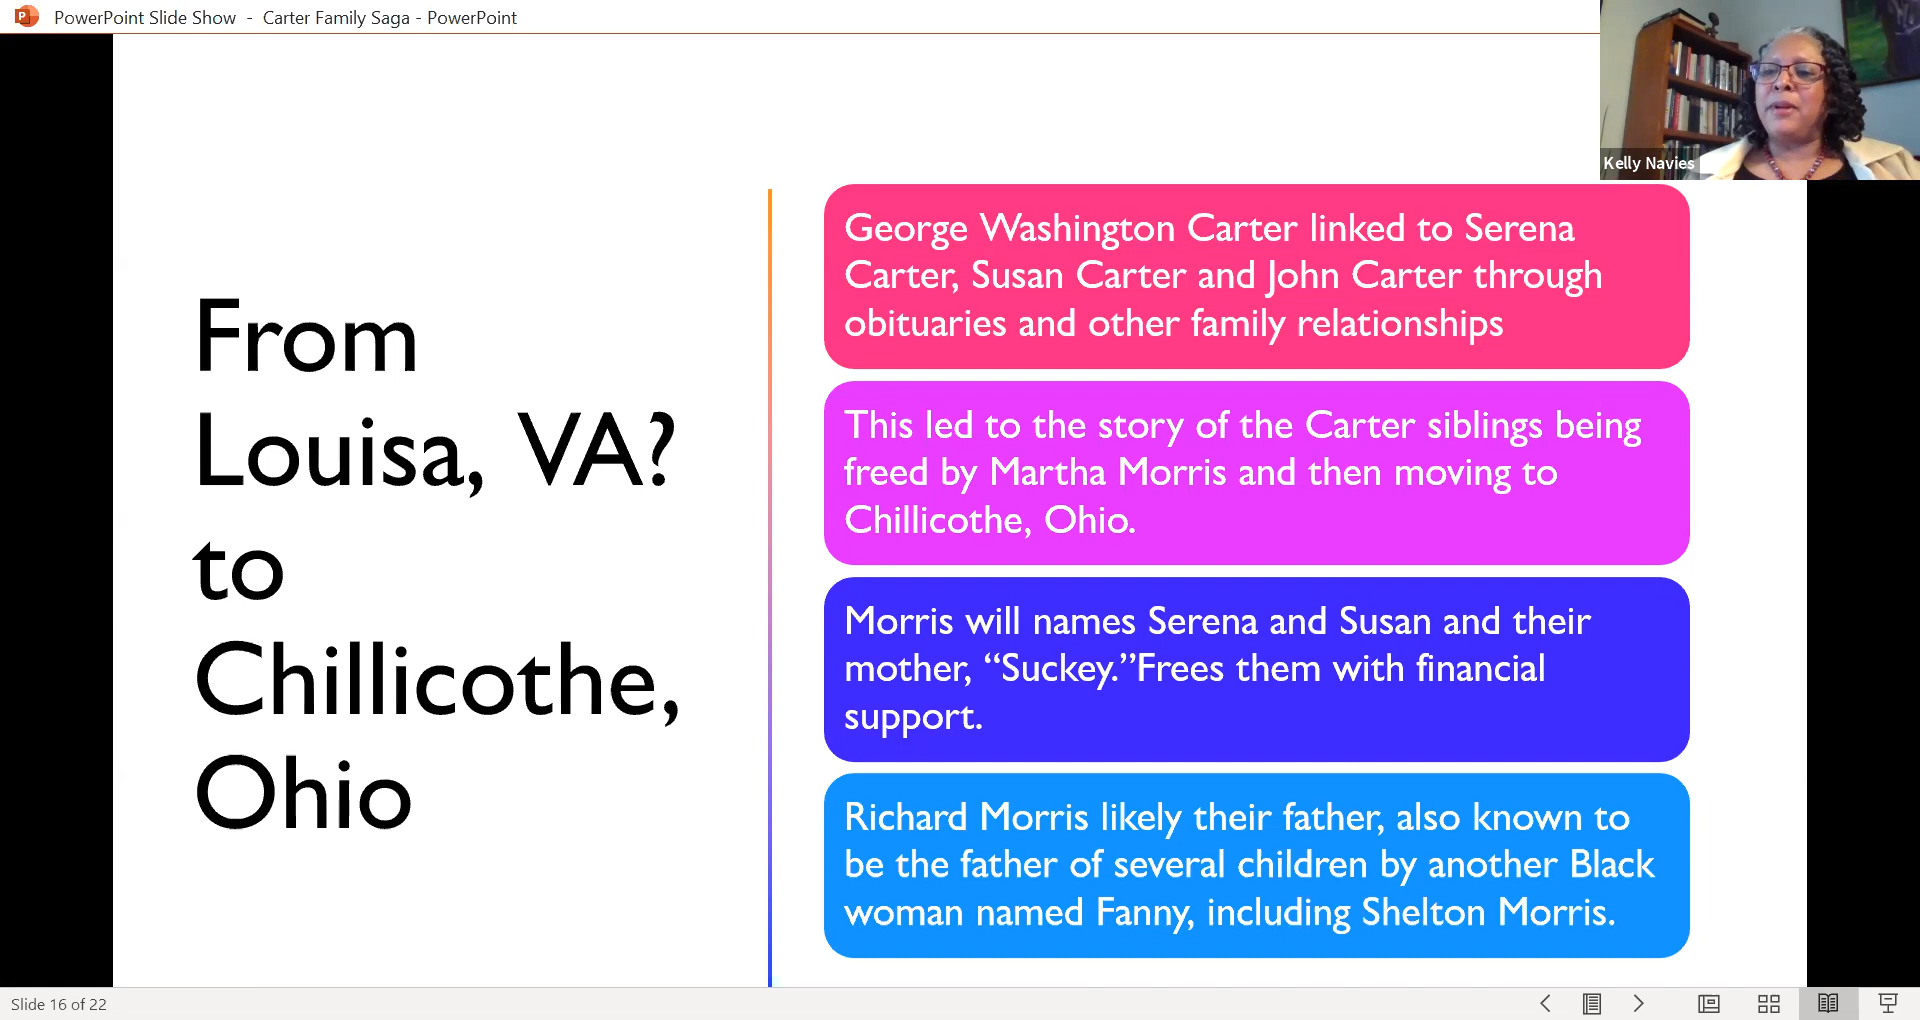 PowerPoint Slide Show - Carter Family Saga - PowerPoint
Kelly Navies
From
Louisa, VA?
to
Chillicothe,
Ohio
George Washington Carter linked to Serena
Carter, Susan Carter and John Carter through
obituaries and other family relationships
This led to the story of the Carter siblings being
freed by Martha Morris and then moving to
Chillicothe, Ohio.
Morris will names Serena and Susan and their
mother, “Suckey.”Frees them with financial
support.
Richard Morris likely their father, also known to
be the father of several children by another Black
woman named Fanny, including Shelton Morris.
Slide 16 of 22